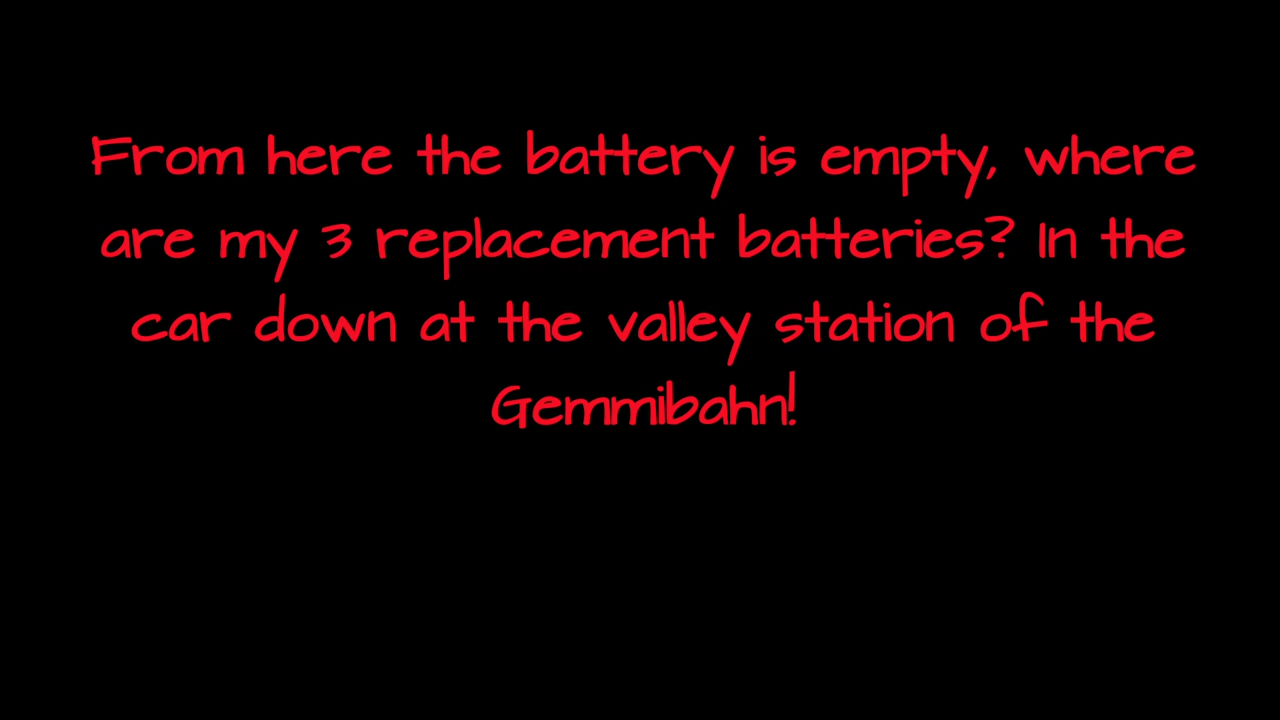 From here the battery is empty, where
are my 3 replacement batteries? In the
car down at the valley station of the
Gemmibahn!